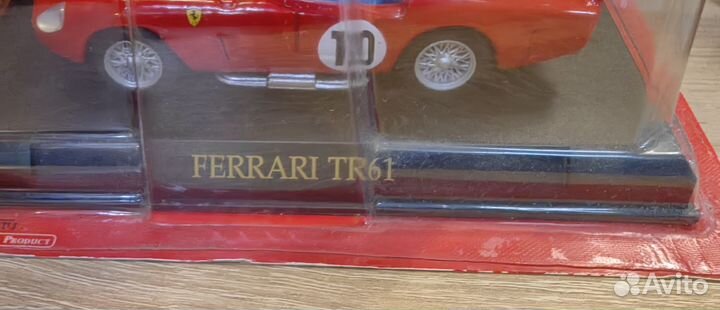 10
FERRARI TR61
PRODUCT
Avito